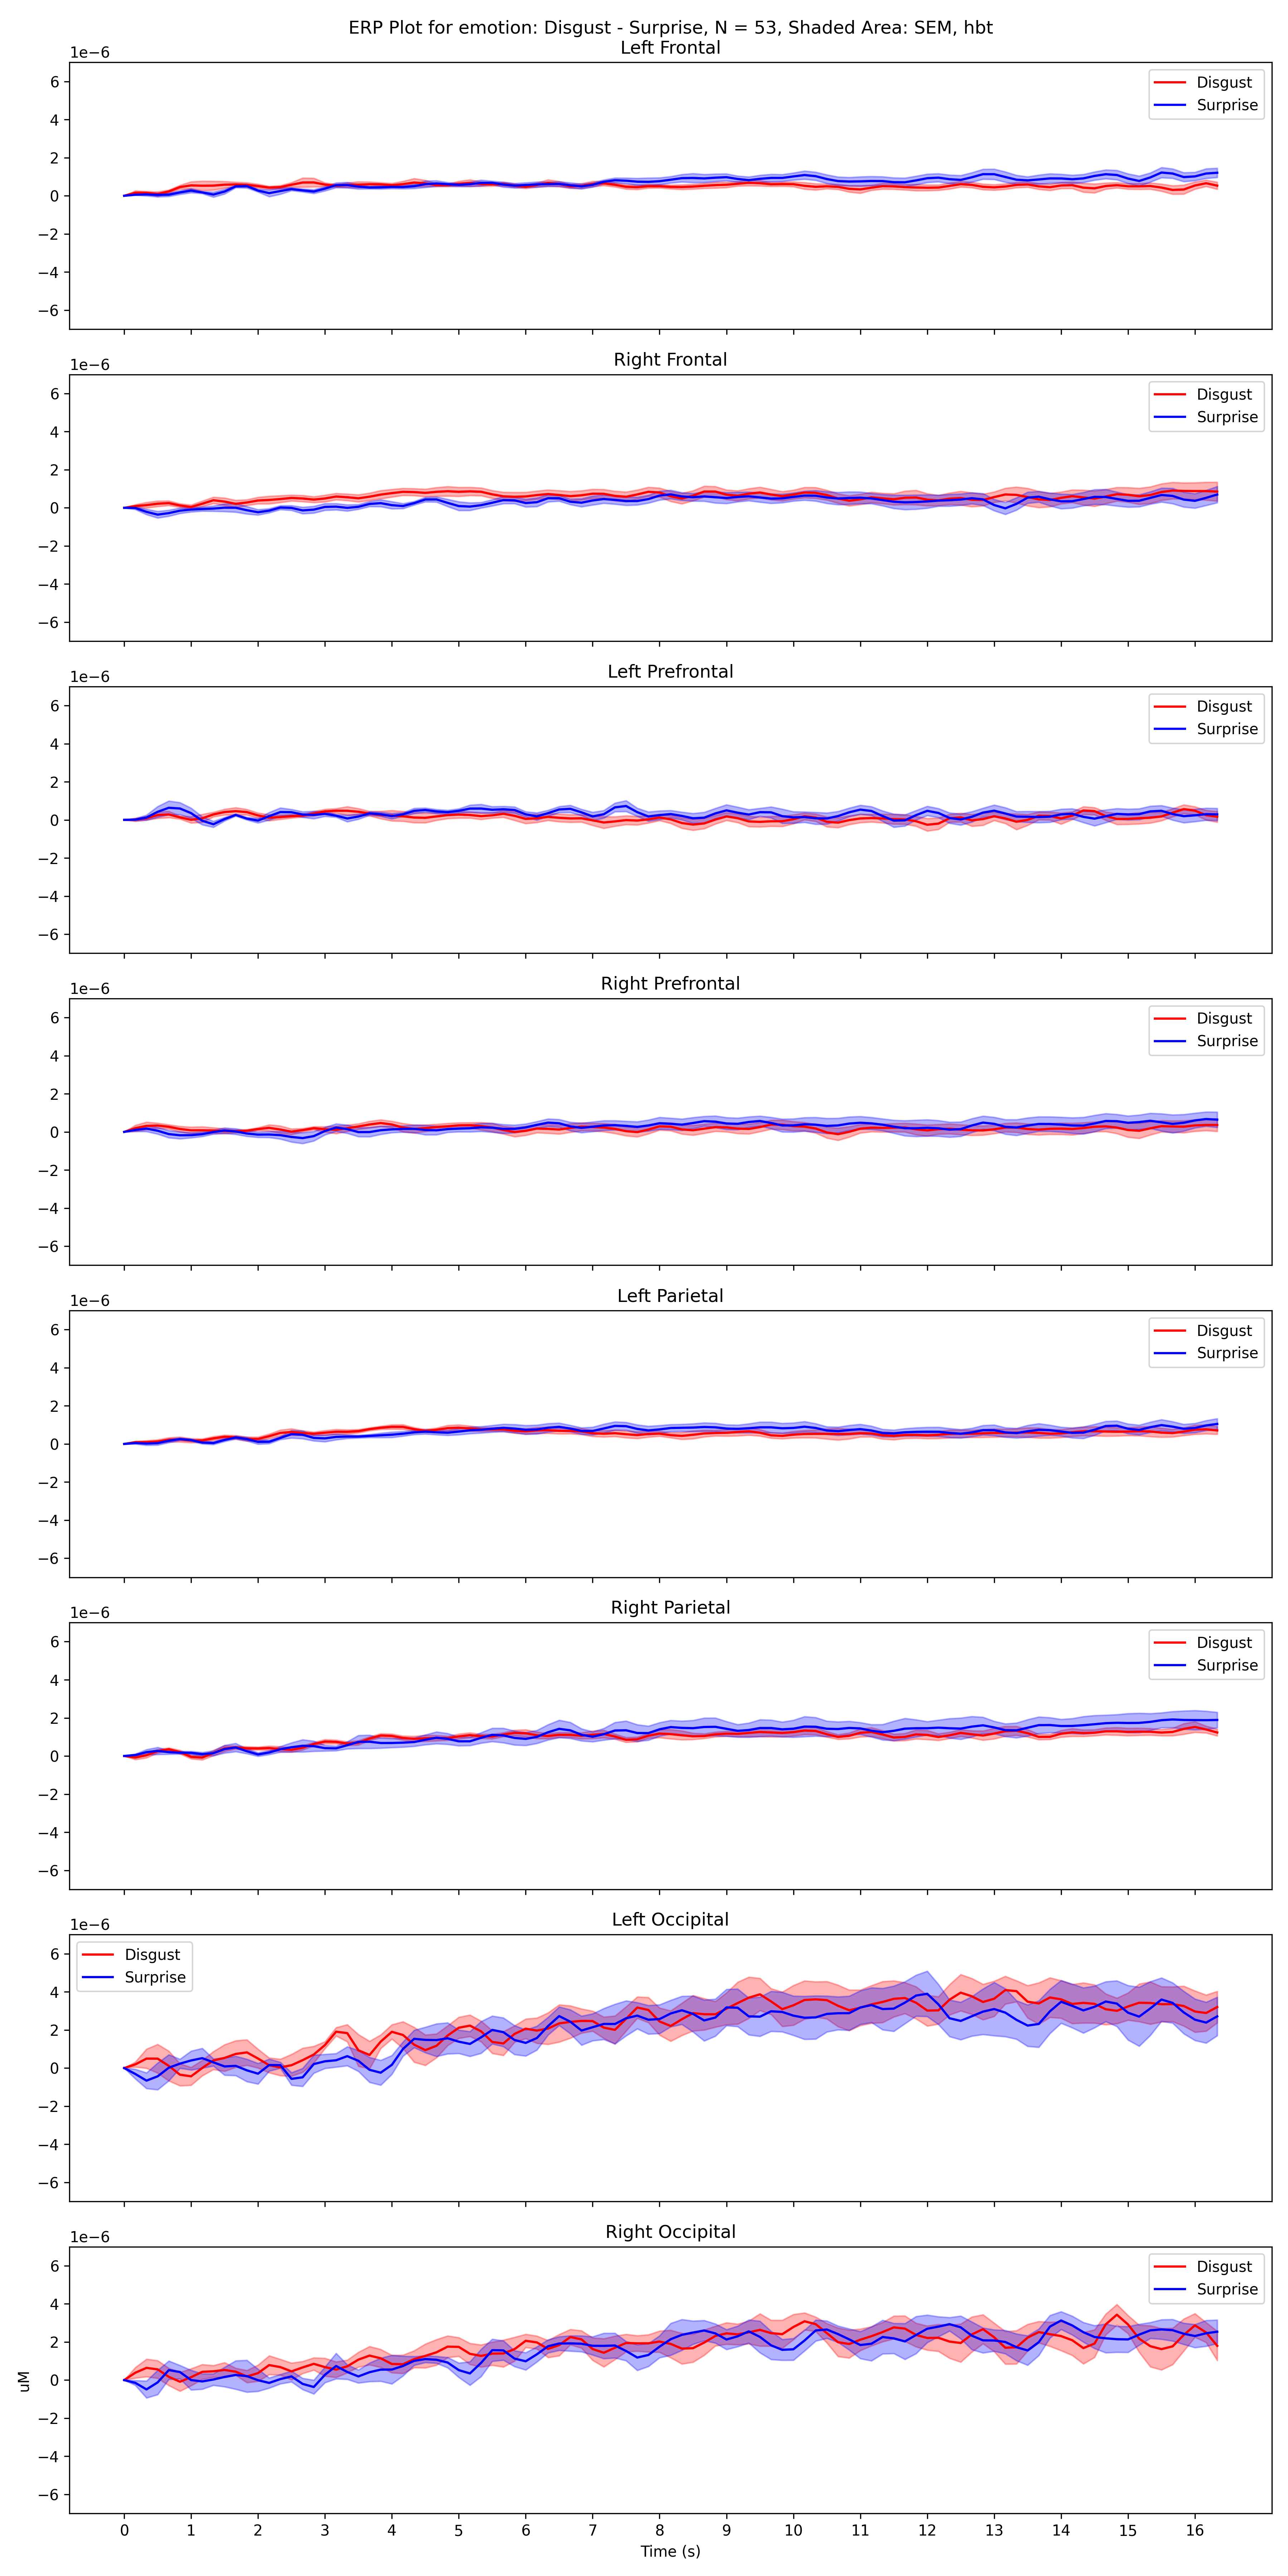 ERP Plot for emotion: Disgust - Surprise, N = 53, Shaded Area: SEM, hbt
Left Frontal
1e−6
6
4
2
0
−2
−4
−6
Disgust
Surprise
Right Frontal
1e−6
6
4
2
0
−2
−4
−6
Disgust
Surprise
Left Prefrontal
1e−6
6
4
2
0
−2
−4
−6
Disgust
Surprise
Right Prefrontal
1e−6
6
4
2
0
−2
−4
−6
Disgust
Surprise
Left Parietal
1e−6
6
4
2
0
−2
−4
−6
Disgust
Surprise
Right Parietal
1e−6
6
4
2
0
−2
−4
−6
Disgust
Surprise
Left Occipital
1e−6
6
4
2
0
−2
−4
−6
Disgust
Surprise
Right Occipital
1e−6
6
4
2
0
−2
−4
−6
Disgust
Surprise
uM
0 1 2 3 4 5 6 7 8 9 10 11 12 13 14 15 16
Time (s)